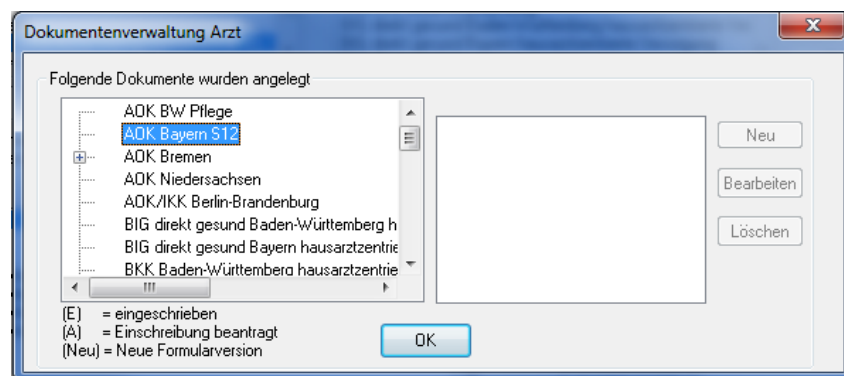 Dokumentenverwaltung Arzt
Folgende Dokumente wurden angelegt
AOK BW Pflege
AOK Bayern S12
AOK Bremen
AOK Niedersachsen
AOK/IKK Berlin-Brandenburg
BIG direkt gesund Baden-Württemberg h
BIG direkt gesund Bayern hausarztzentrie
BKK Baden-Württemberg hausarztzentrie
Neu
Bearbeiten
Löschen
(E) = eingeschrieben
(A) = Einschreibung beantragt
(Neu) = Neue Formularversion
OK